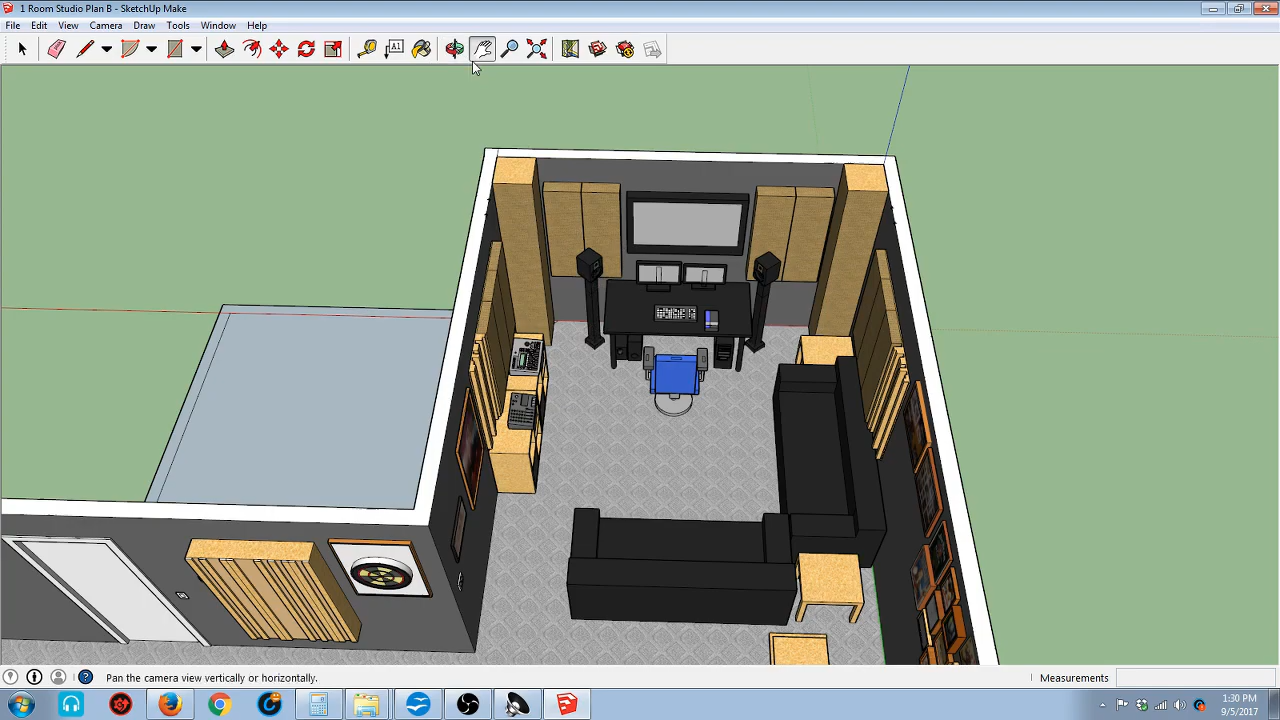 1 Room Studio Plan B - SketchUp Make
File Edit View Camera Draw Tools Window Help
A1
Pan the camera view vertically or horizontally.
Measurements
1:30 PM
9/5/2017